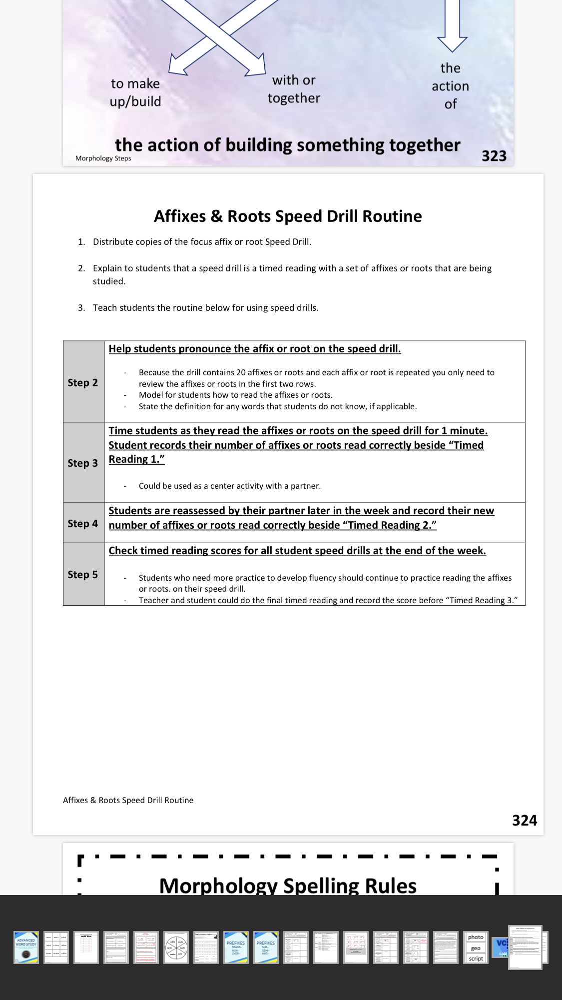 to make
up/build
with or
together
the
action
of
the action of building something together
Morphology Steps
323
Affixes & Roots Speed Drill Routine
1. Distribute copies of the focus affix or root Speed Drill.
2. Explain to students that a speed drill is a timed reading with a set of affixes or roots that are being
studied.
3. Teach students the routine below for using speed drills.
Step 2
Help students pronounce the affix or root on the speed drill.
- Because the drill contains 20 affixes or roots and each affix or root is repeated you only need to
review the affixes or roots in the first two rows.
- Model for students how to read the affixes or roots.
- State the definition for any words that students do not know, if applicable.
Step 3
Time students as they read the affixes or roots on the speed drill for 1 minute.
Student records their number of affixes or roots read correctly beside “Timed
Reading 1.”
- Could be used as a center activity with a partner.
Step 4
Students are reassessed by their partner later in the week and record their new
number of affixes or roots read correctly beside “Timed Reading 2.”
Step 5
Check timed reading scores for all student speed drills at the end of the week.
- Students who need more practice to develop fluency should continue to practice reading the affixes
or roots. on their speed drill.
- Teacher and student could do the final timed reading and record the score before “Timed Reading 3.”
Affixes & Roots Speed Drill Routine
324
Morphology Spelling Rules
ADVANCED
WORD STUDY
PREFIXES
TRANS-
NON-
OVER-
PREFIXES
SUB-
SEMI-
ANTI-
photo
geo
script